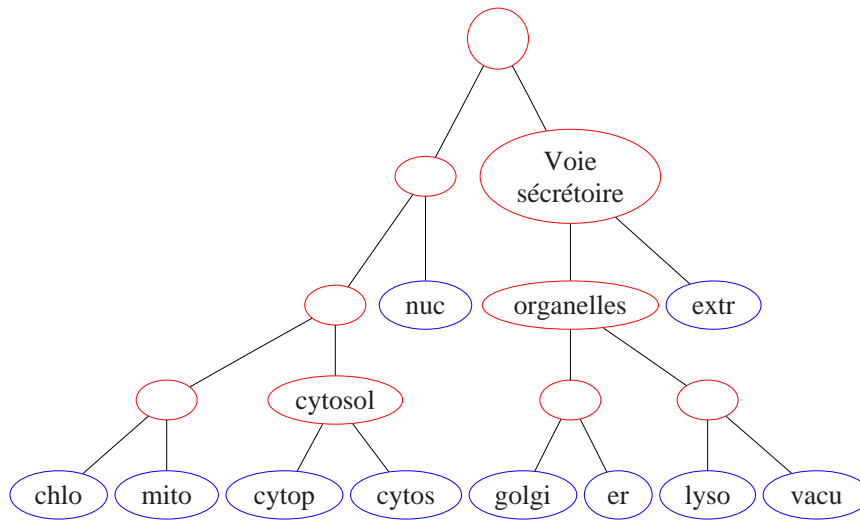 Voie
sécrétoire
nuc
organelles
extr
cytosol
chlo
mito
cytop
cytos
golgi
er
lyso
vacu